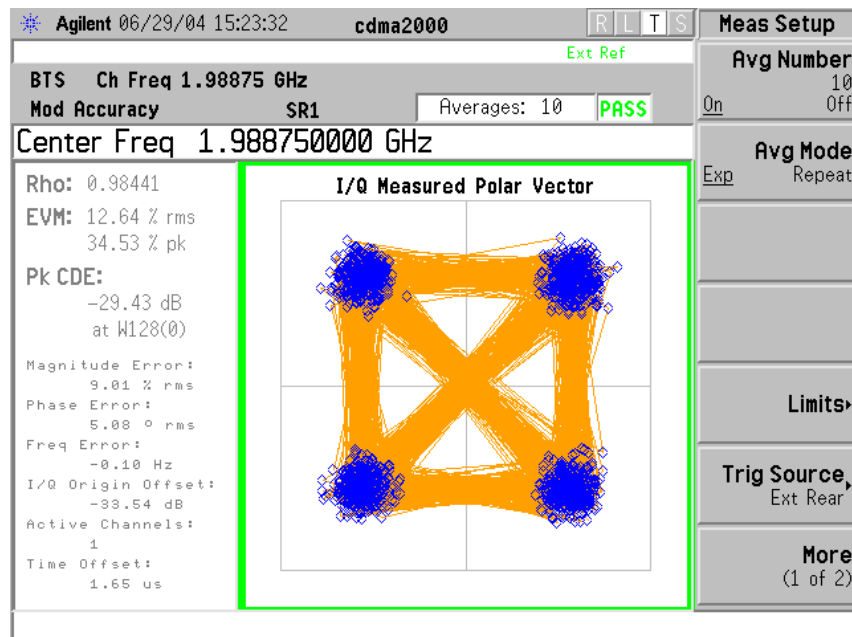 Agilent 06/29/04 15:23:32 cdma2000 R L T S
Ext Ref
BTS Ch Freq 1.98875 GHz
Mod Accuracy SR1 Averages: 10 PASS
Center Freq 1.988750000 GHz
Rho: 0.98441
EVM: 12.64 % rms
34.53 % pk
Pk CDE:
-29.43 dB
at W128(0)
Magnitude Error:
9.01 % rms
Phase Error:
5.08 º rms
Freq Error:
-0.10 Hz
I/Q Origin Offset:
-33.54 dB
Active Channels:
1
Time Offset:
1.65 us
I/Q Measured Polar Vector
Meas Setup
Avg Number
10
On Off
Avg Mode
Exp Repeat
Limits
Trig Source
Ext Rear
More
(1 of 2)